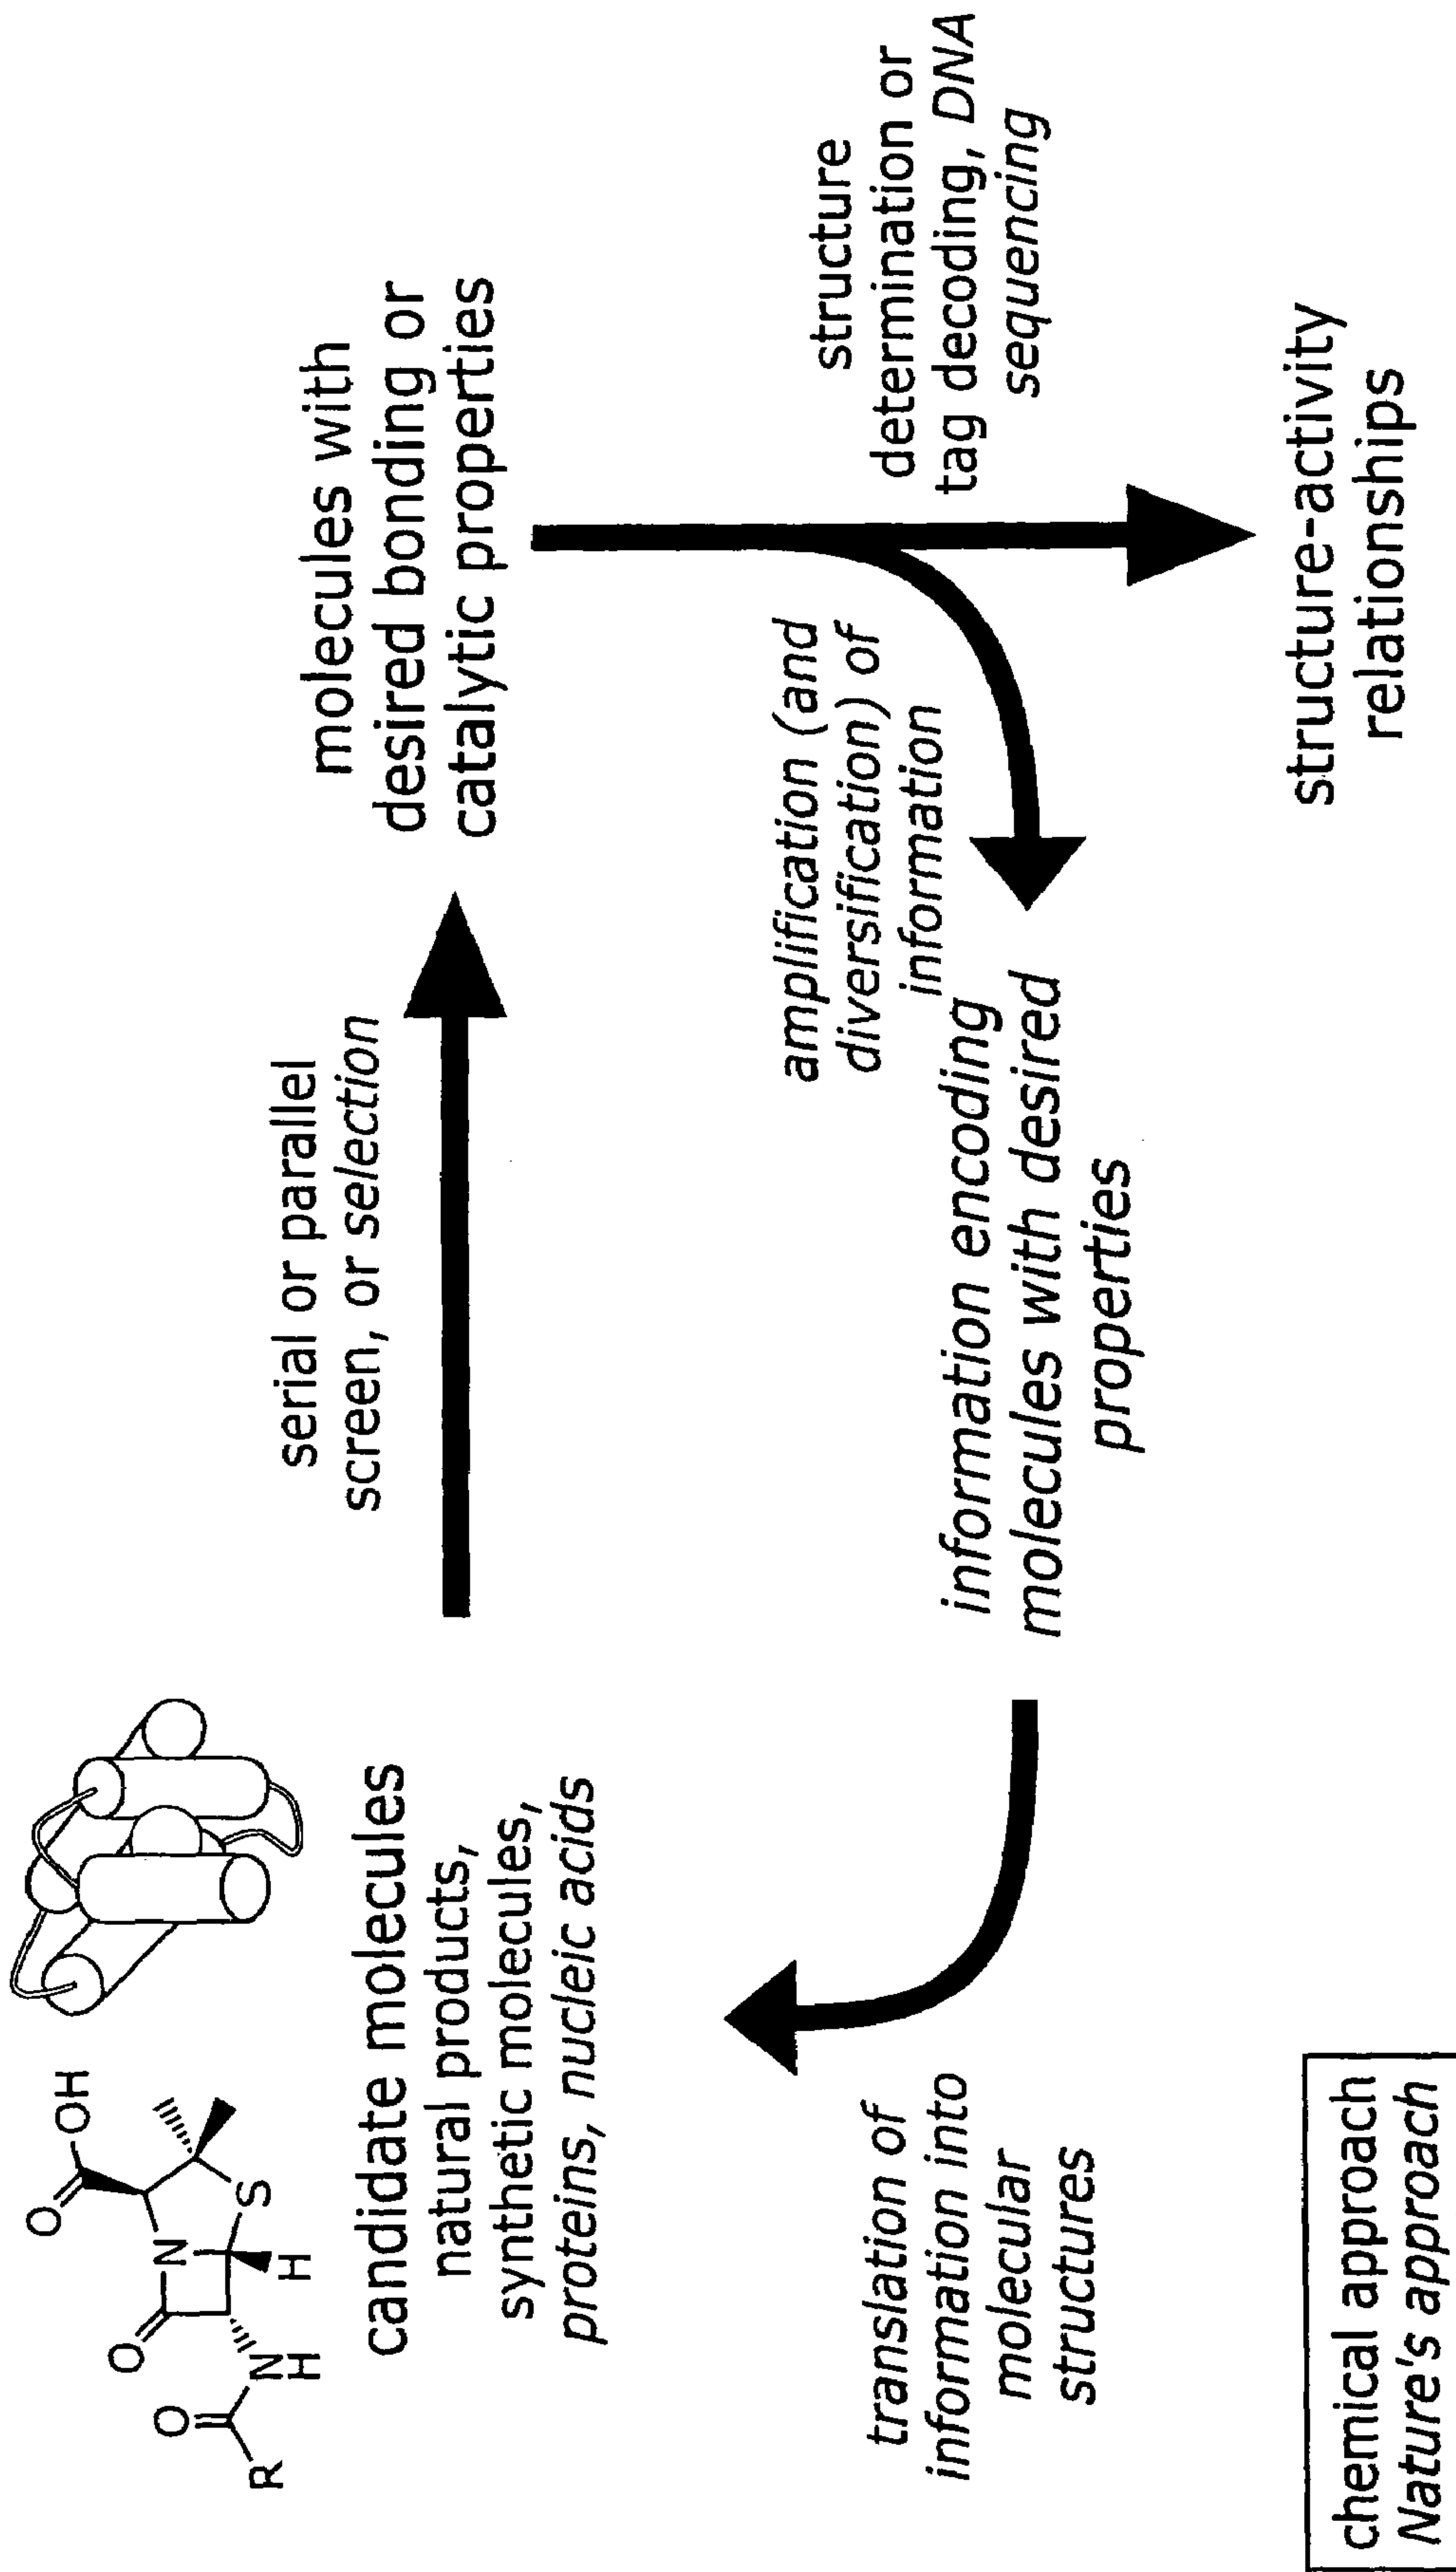 O
OH
O
N
S
H
O
N
H
R
candidate molecules
natural products,
synthetic molecules,
proteins, nucleic acids
serial or parallel
screen, or selection
molecules with
desired bonding or
catalytic properties
structure
determination or
tag decoding, DNA
sequencing
amplification (and
diversification) of
information
structure-activity
relationships
information encoding
molecules with desired
properties
translation of
information into
molecular
structures
chemical approach
Nature's approach